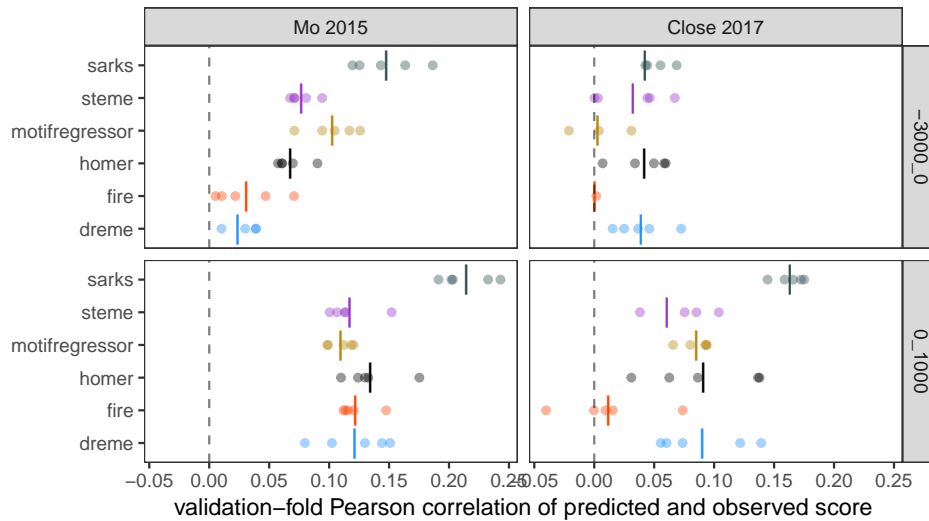 Mo 2015
Close 2017
sarks
steme
motifregressor
homer
fire
dreme
−3000_0
sarks
steme
motifregressor
homer
fire
dreme
0_1000
−0.05 0.00 0.05 0.10 0.15 0.20 0.25
−0.05 0.00 0.05 0.10 0.15 0.20 0.25
validation−fold Pearson correlation of predicted and observed score